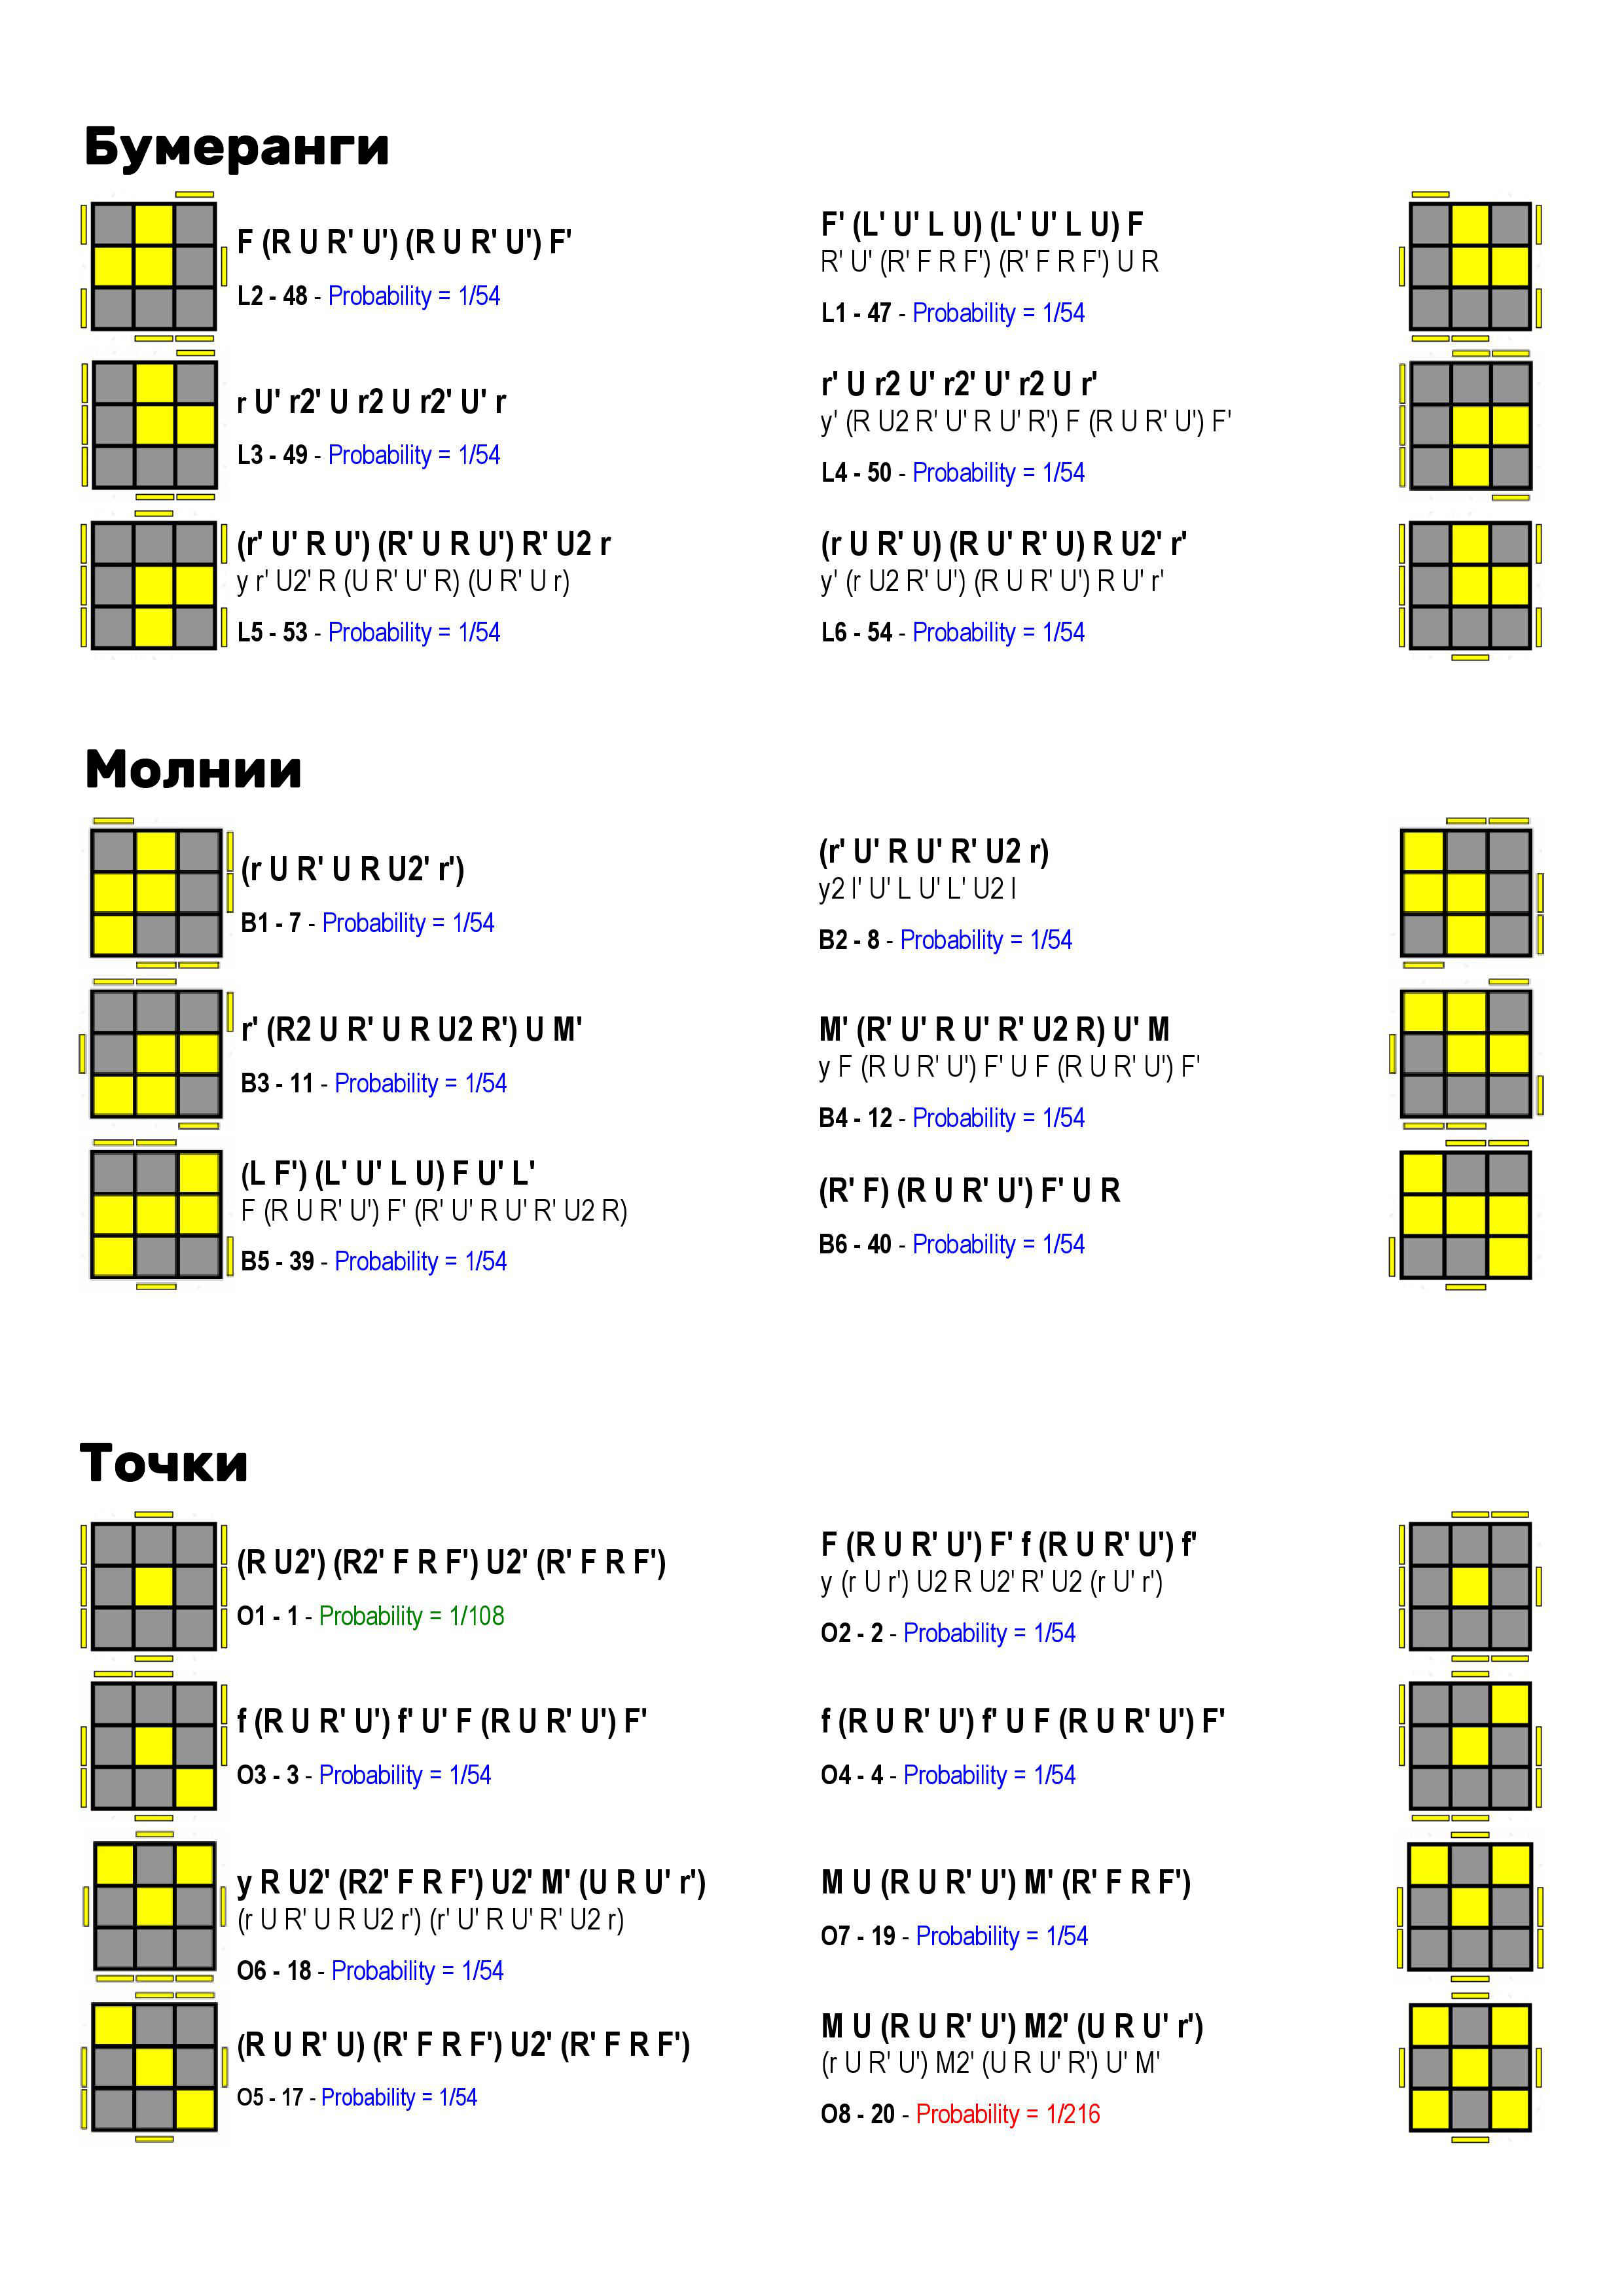 Бумеранги
F (R U R' U') (R U R' U') F'
L2 - 48 - Probability = 1/54
F' (L' U' L U) (L' U' L U) F
R' U' (R' F R F') (R' F R F') U R
L1 - 47 - Probability = 1/54
r U' r2' U r2 U r2' U' r
L3 - 49 - Probability = 1/54
r' U r2 U' r2' U' r2 U r'
y' (R U2 R' U' R U' R') F (R U R' U') F'
L4 - 50 - Probability = 1/54
(r' U' R U') (R' U R U') R' U2 r
y r' U2' R (U R' U' R) (U R' U r)
L5 - 53 - Probability = 1/54
(r U R' U) (R U' R' U) R U2' r'
y' (r U2 R' U') (R U R' U') R U' r'
L6 - 54 - Probability = 1/54
Молнии
(r U R' U R U2' r')
B1 - 7 - Probability = 1/54
(r' U' R U' R' U2 r)
y2 l' U' L U' L' U2 l
B2 - 8 - Probability = 1/54
r' (R2 U R' U R U2 R') U M'
B3 - 11 - Probability = 1/54
M' (R' U' R U' R' U2 R) U' M
y F (R U R' U') F' U F (R U R' U') F'
B4 - 12 - Probability = 1/54
(L F') (L' U' L U) F U' L'
F (R U R' U') F' (R' U' R U' R' U2 R)
B5 - 39 - Probability = 1/54
(R' F) (R U R' U') F' U R
B6 - 40 - Probability = 1/54
Точки
(R U2') (R2' F R F') U2' (R' F R F')
O1 - 1 - Probability = 1/108
F (R U R' U') F' f (R U R' U') f'
y (r U r') U2 R U2' R' U2 (r U' r')
O2 - 2 - Probability = 1/54
f (R U R' U') f' U' F (R U R' U') F'
O3 - 3 - Probability = 1/54
f (R U R' U') f' U F (R U R' U') F'
O4 - 4 - Probability = 1/54
y R U2' (R2' F R F') U2' M' (U R U' r')
(r U R' U R U2 r') (r' U' R U' R' U2 r)
O6 - 18 - Probability = 1/54
M U (R U R' U') M' (R' F R F')
O7 - 19 - Probability = 1/54
(R U R' U) (R' F R F') U2' (R' F R F')
O5 - 17 - Probability = 1/54
M U (R U R' U') M2' (U R U' r')
(r U R' U') M2' (U R U' R') U' M'
O8 - 20 - Probability = 1/216